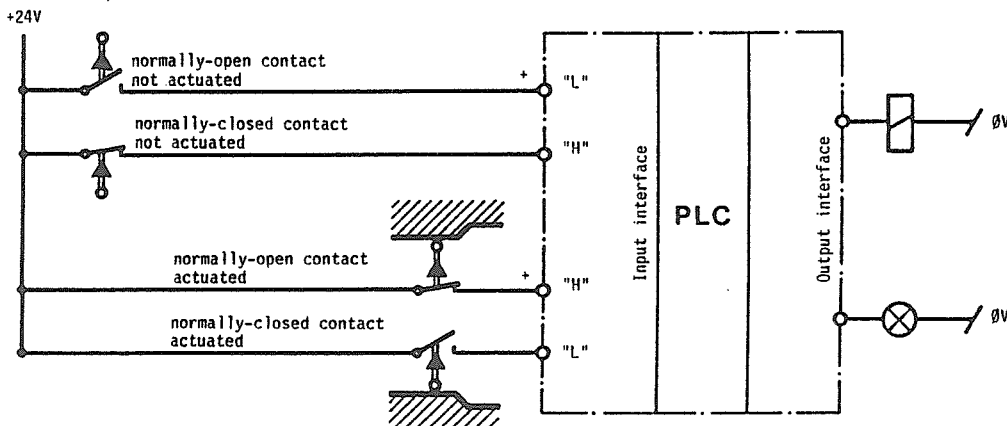 +24V
normally-open contact
not actuated
+
"L"
normally-closed contact
not actuated
"H"
normally-open contact
actuated
+
"H"
normally-closed contact
actuated
"L"
Input interface
PLC
Output interface
ØV
ØV